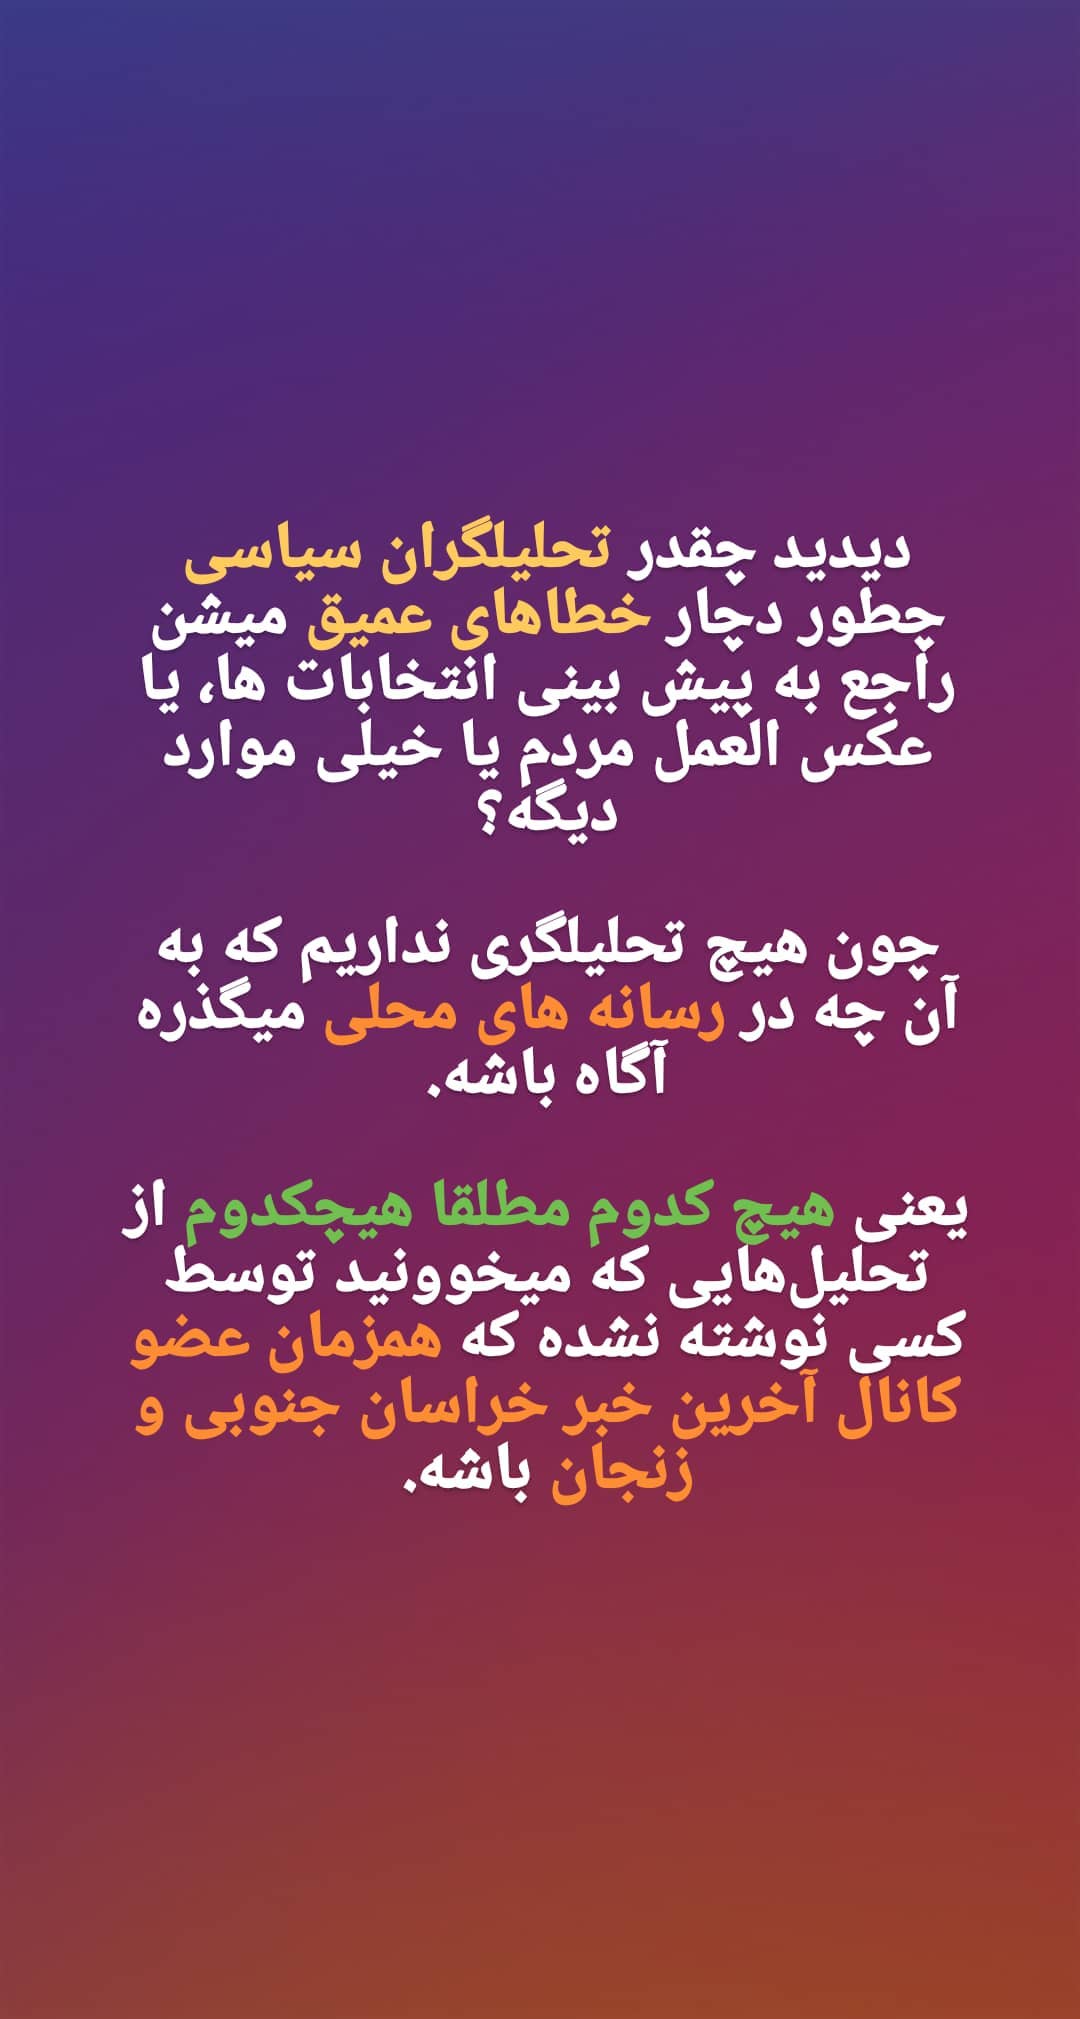 دیدید چقدر تحلیلگران سیاسی
چطور دچار خطاهای عمیق میشن
راجع به پیش بینی انتخابات ها، یا
عکس العمل مردم یا خیلی موارد
دیگه؟
چون هیچ تحلیلگری نداریم که به
آن چه در رسانه های محلی میگذره
آگاه باشه.
یعنی هیچ کدوم مطلقا هیچکدوم از
تحلیل‌هایی که میخوونید توسط
کسی نوشته نشده که همزمان عضو
کانال آخرین خبر خراسان جنوبی و
زنجان باشه.